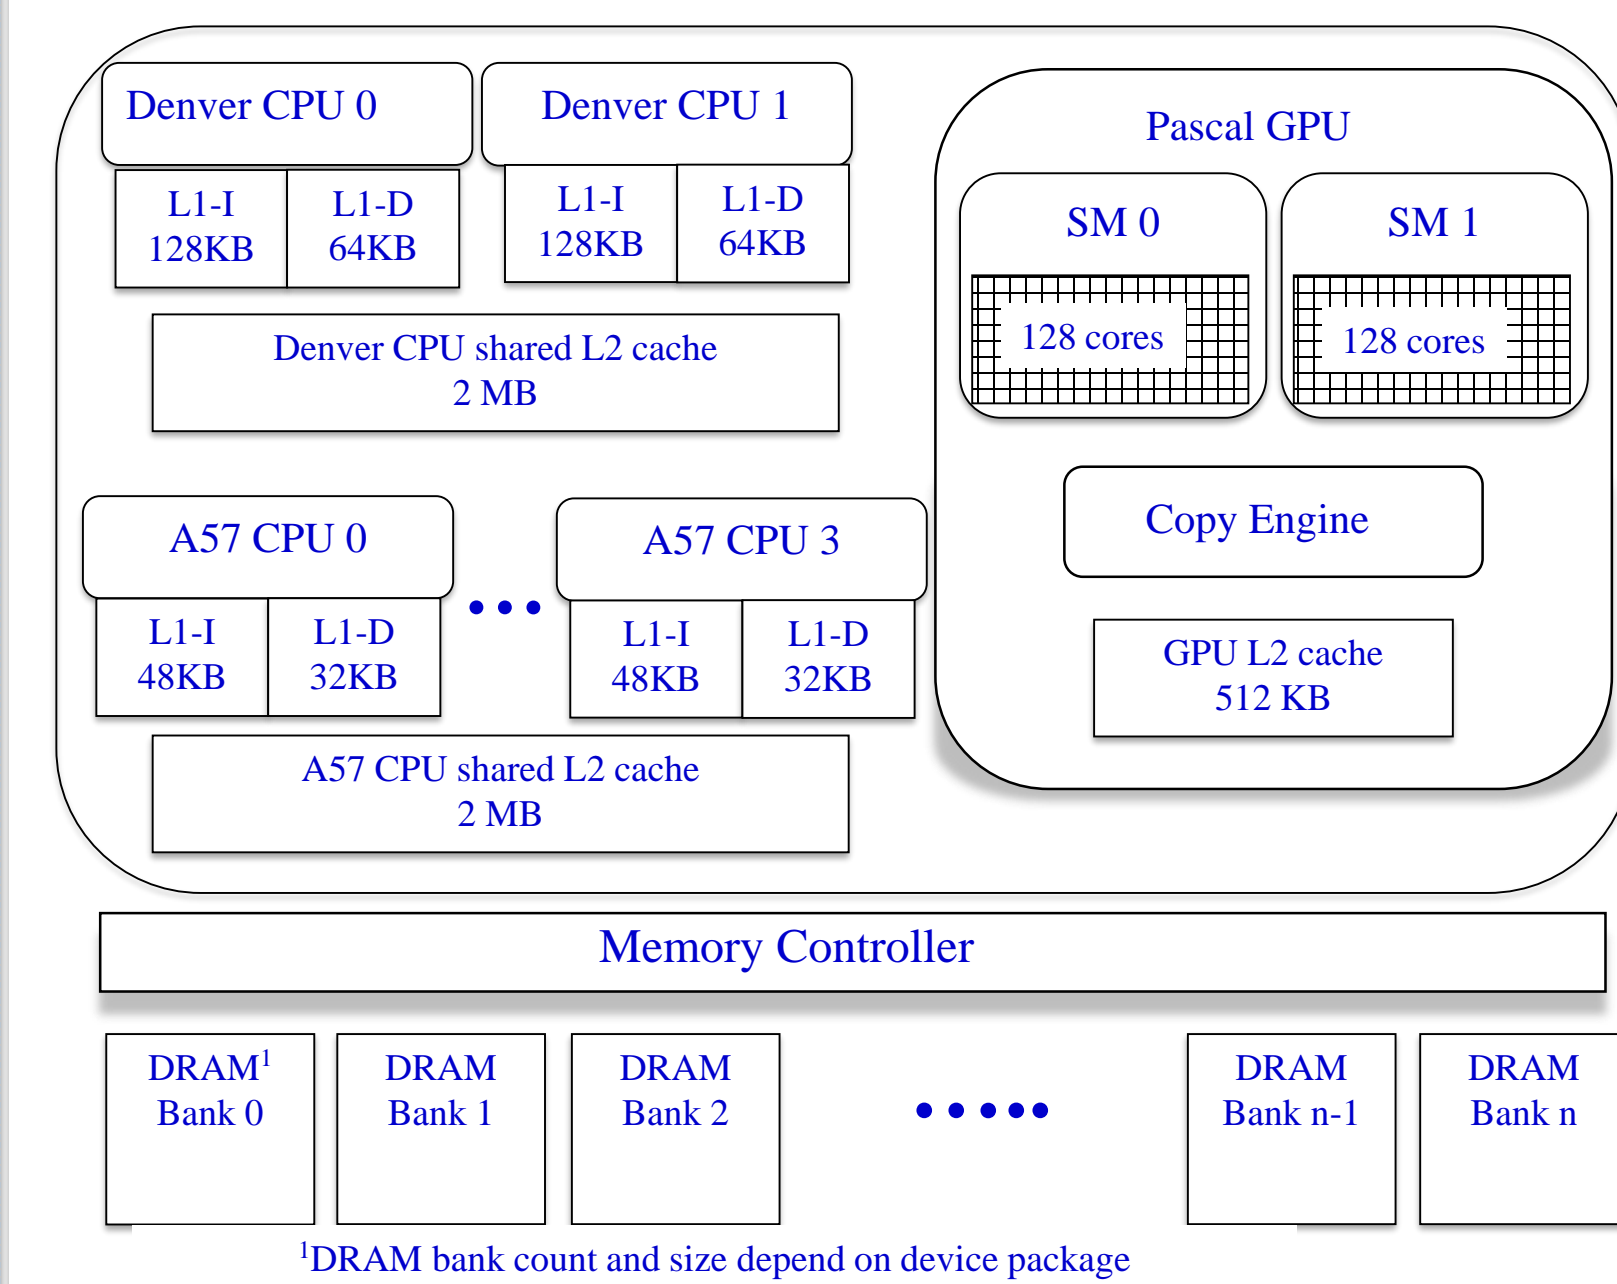 Denver CPU 0
Denver CPU 1
L1-I
128KB
L1-D
64KB
L1-I
128KB
L1-D
64KB
Denver CPU shared L2 cache
2 MB
A57 CPU 0
A57 CPU 3
L1-I
48KB
L1-D
32KB
L1-I
48KB
L1-D
32KB
A57 CPU shared L2 cache
2 MB
Pascal GPU
SM 0
128 cores
SM 1
128 cores
Copy Engine
GPU L2 cache
512 KB
Memory Controller
DRAM¹
Bank 0
DRAM
Bank 1
DRAM
Bank 2
DRAM
Bank n-1
DRAM
Bank n
¹DRAM bank count and size depend on device package